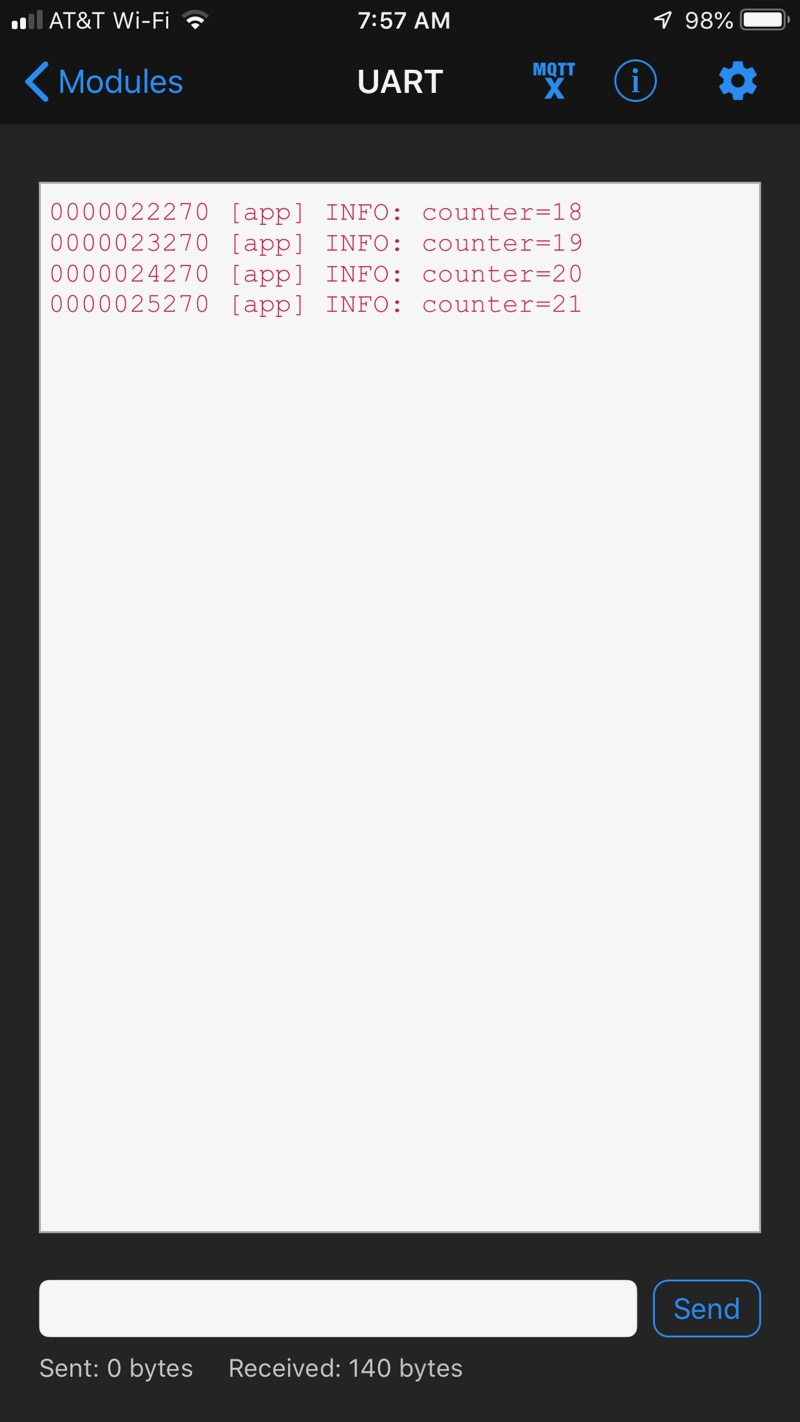 AT&T Wi-Fi 7:57 AM 98%
Modules UART MQTT X i
0000022270 [app] INFO: counter=18
0000023270 [app] INFO: counter=19
0000024270 [app] INFO: counter=20
0000025270 [app] INFO: counter=21
Send
Sent: 0 bytes Received: 140 bytes